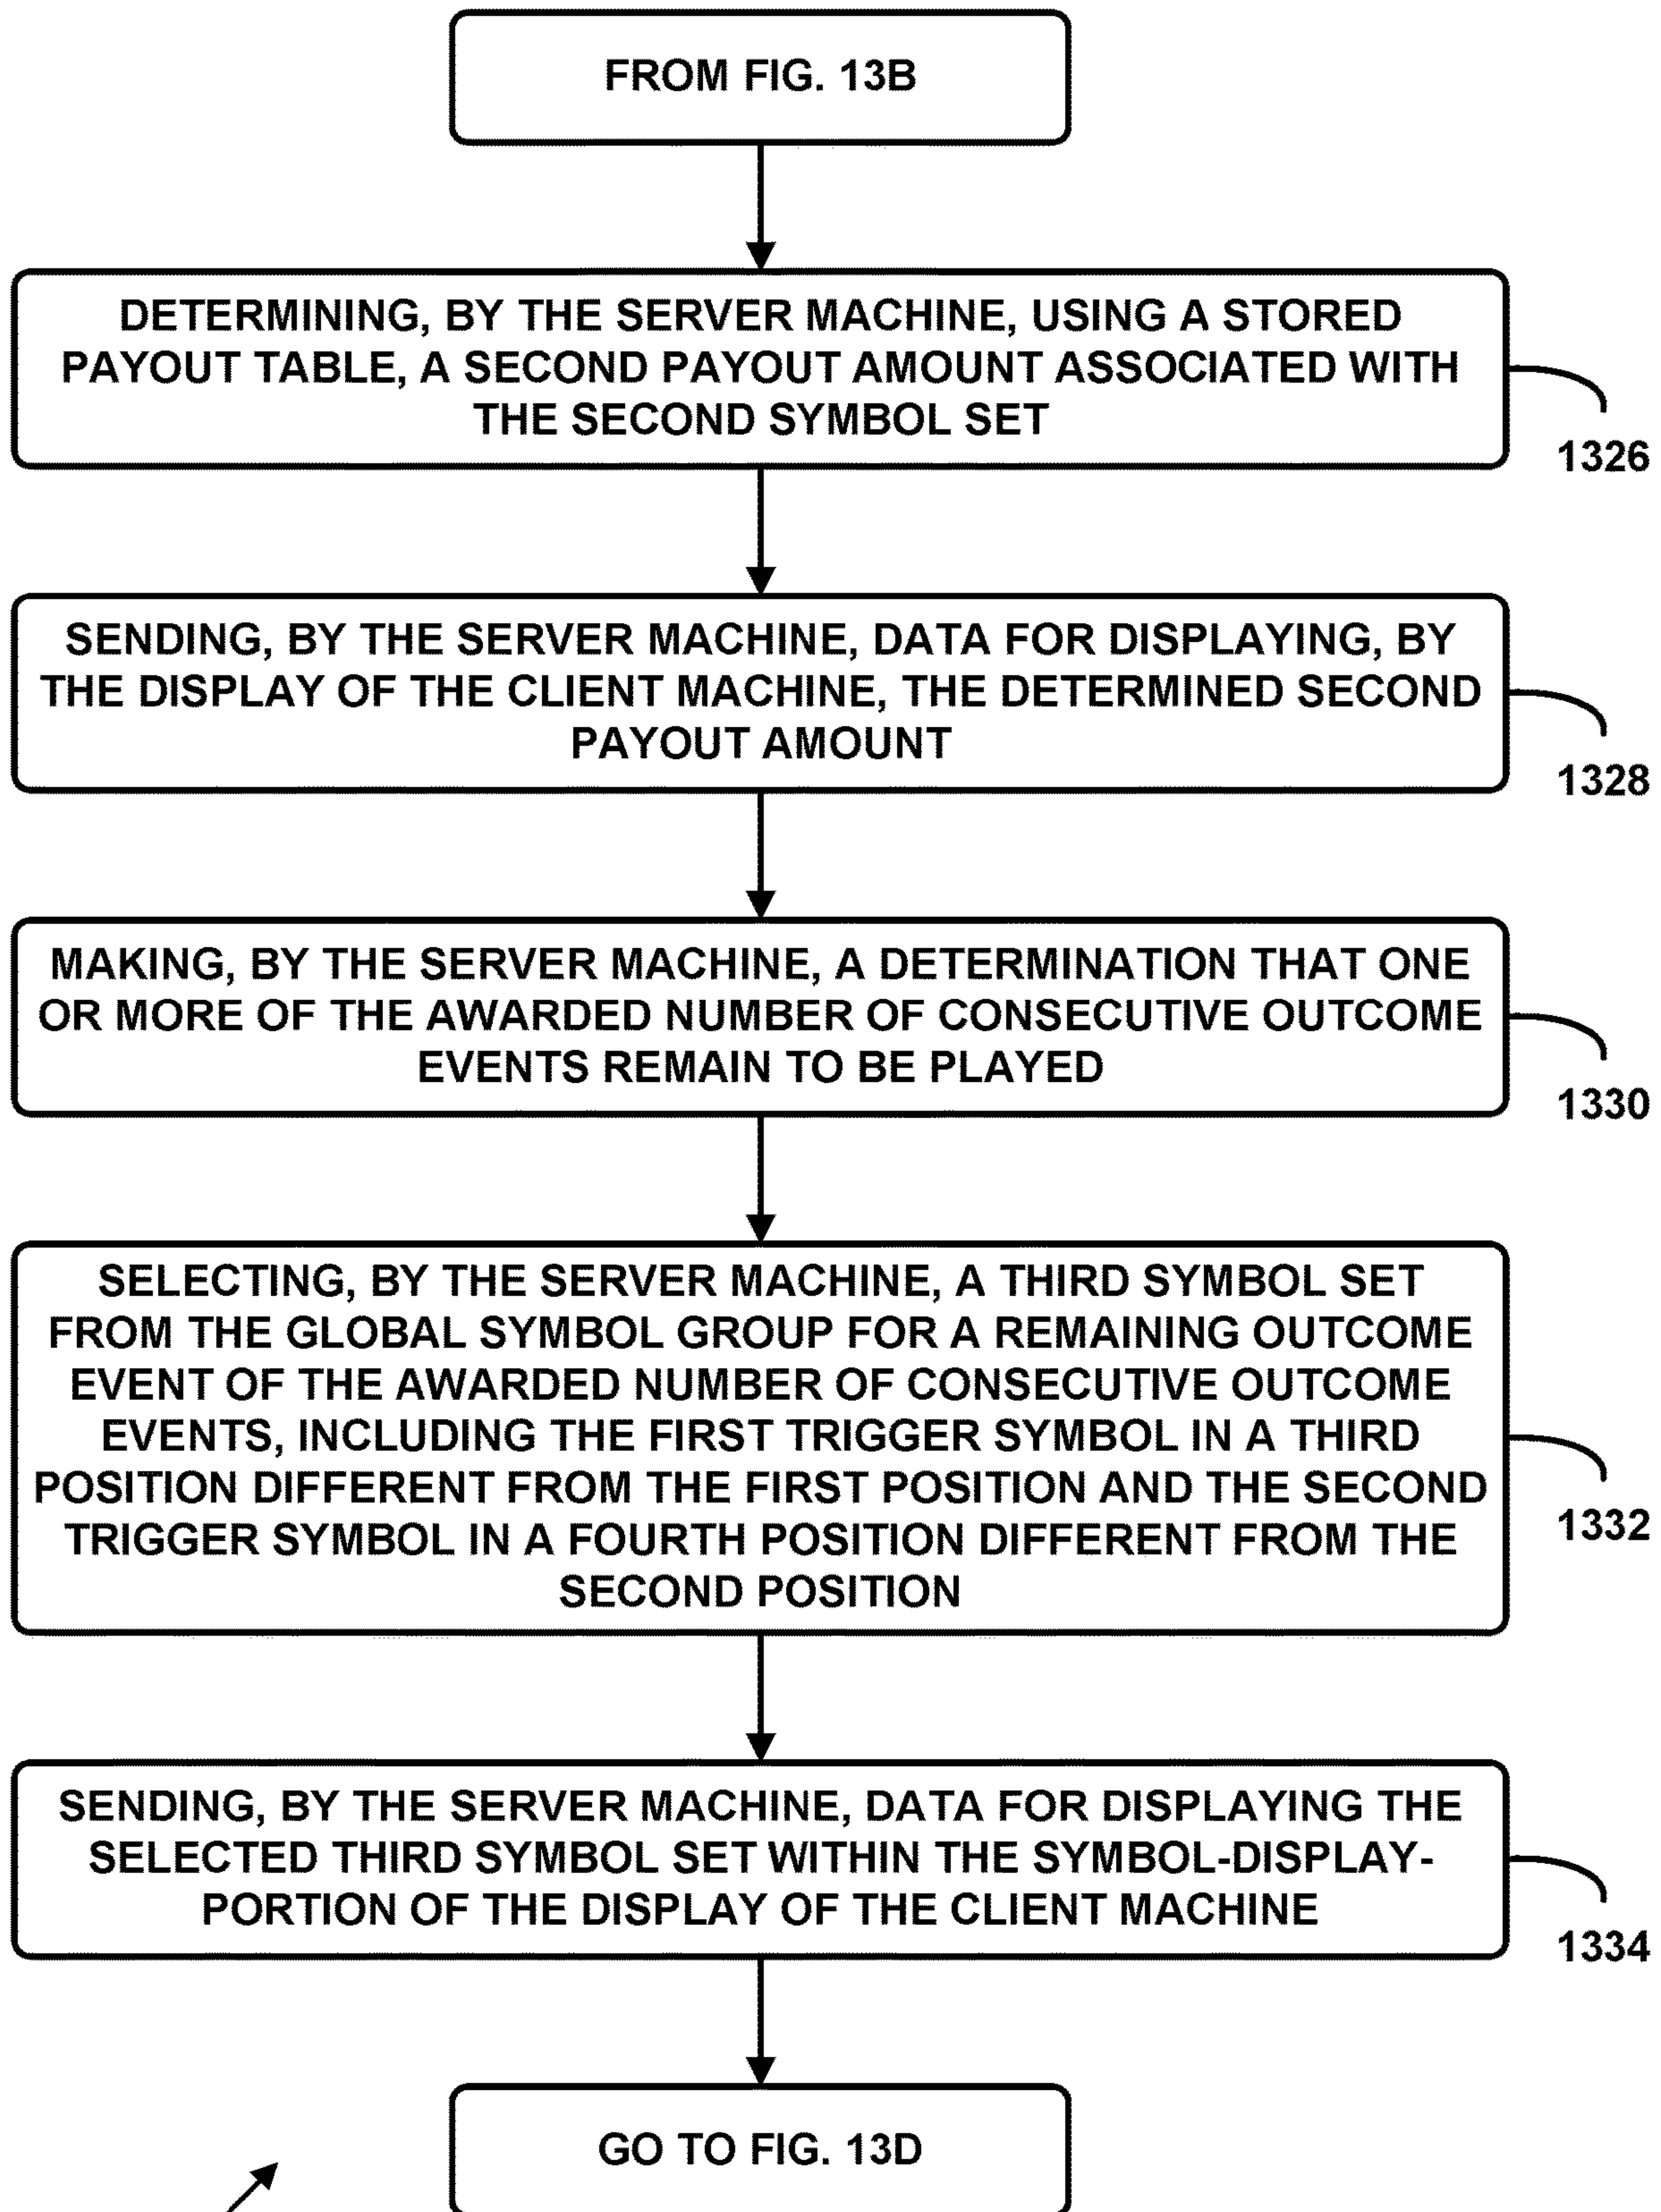 FROM FIG. 13B
DETERMINING, BY THE SERVER MACHINE, USING A STORED
PAYOUT TABLE, A SECOND PAYOUT AMOUNT ASSOCIATED WITH
THE SECOND SYMBOL SET
1326
SENDING, BY THE SERVER MACHINE, DATA FOR DISPLAYING, BY
THE DISPLAY OF THE CLIENT MACHINE, THE DETERMINED SECOND
PAYOUT AMOUNT
1328
MAKING, BY THE SERVER MACHINE, A DETERMINATION THAT ONE
OR MORE OF THE AWARDED NUMBER OF CONSECUTIVE OUTCOME
EVENTS REMAIN TO BE PLAYED
1330
SELECTING, BY THE SERVER MACHINE, A THIRD SYMBOL SET
FROM THE GLOBAL SYMBOL GROUP FOR A REMAINING OUTCOME
EVENT OF THE AWARDED NUMBER OF CONSECUTIVE OUTCOME
EVENTS, INCLUDING THE FIRST TRIGGER SYMBOL IN A THIRD
POSITION DIFFERENT FROM THE FIRST POSITION AND THE SECOND
TRIGGER SYMBOL IN A FOURTH POSITION DIFFERENT FROM THE
SECOND POSITION
1332
SENDING, BY THE SERVER MACHINE, DATA FOR DISPLAYING THE
SELECTED THIRD SYMBOL SET WITHIN THE SYMBOL-DISPLAY-
PORTION OF THE DISPLAY OF THE CLIENT MACHINE
1334
GO TO FIG. 13D